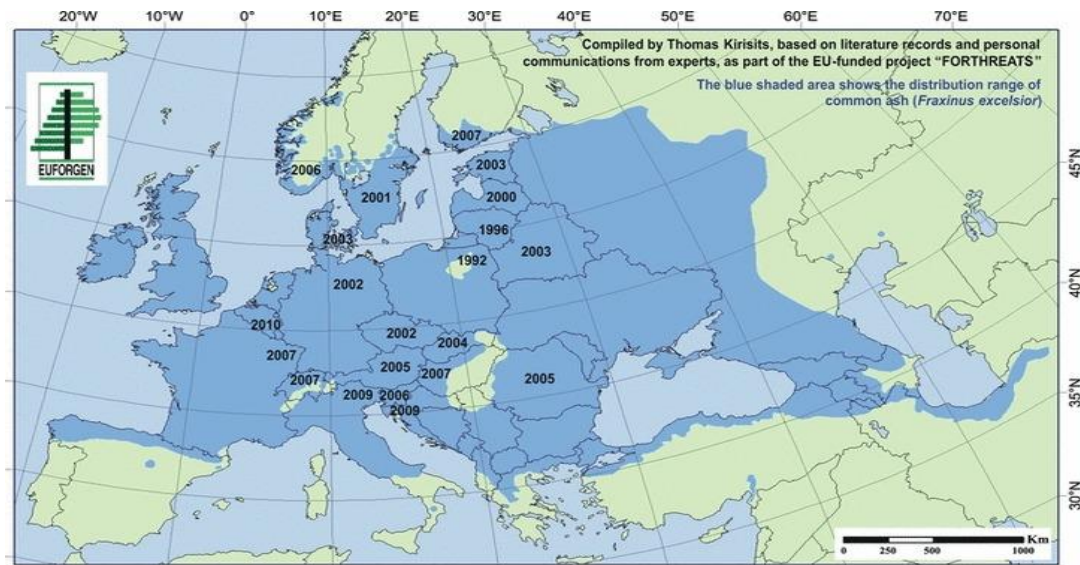 20°W 10°W 0° 10°E 20°E 30°E 40°E 50°E 60°E 70°E
Compiled by Thomas Kirisits, based on literature records and personal
communications from experts, as part of the EU-funded project “FORTHREATS”
The blue shaded area shows the distribution range of
common ash (Fraxinus excelsior)
EUFORGEN
2007
2003
2006
2001
2000
1996
2003
2003
1992
2002
2010
2002
2004
2007
2005
2007
2007
2005
2009
2006
2009
45°N
40°N
35°N
30°N
Km
0 250 500 1000